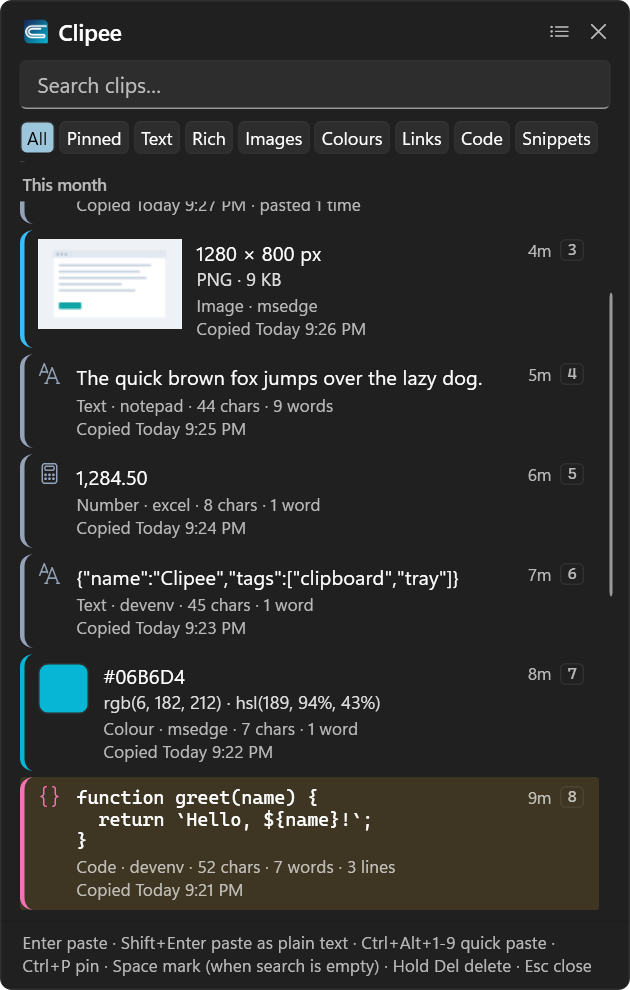 Clipee
Search clips...
All Pinned Text Rich Images Colours Links Code Snippets
This month
Copied Today 9:27 PM · pasted 1 time
1280 × 800 px 4m 3
PNG · 9 KB
Image · msedge
Copied Today 9:26 PM
The quick brown fox jumps over the lazy dog. 5m 4
Text · notepad · 44 chars · 9 words
Copied Today 9:25 PM
1,284.50 6m 5
Number · excel · 8 chars · 1 word
Copied Today 9:24 PM
{"name":"Clipee","tags":["clipboard","tray"]} 7m 6
Text · devenv · 45 chars · 1 word
Copied Today 9:23 PM
#06B6D4 8m 7
rgb(6, 182, 212) · hsl(189, 94%, 43%)
Colour · msedge · 7 chars · 1 word
Copied Today 9:22 PM
{} function greet(name) { 9m 8
return `Hello, ${name}!`;
}
Code · devenv · 52 chars · 7 words · 3 lines
Copied Today 9:21 PM
Enter paste · Shift+Enter paste as plain text · Ctrl+Alt+1-9 quick paste ·
Ctrl+P pin · Space mark (when search is empty) · Hold Del delete · Esc close